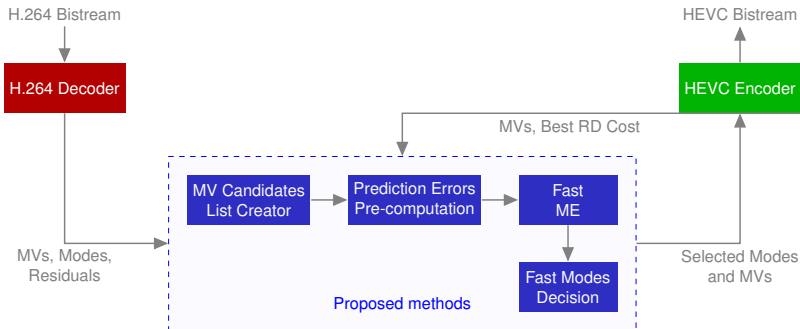 H.264 Bistream
HEVC Bistream
H.264 Decoder
HEVC Encoder
MVs, Best RD Cost
MV Candidates
List Creator
Prediction Errors
Pre-computation
Fast
ME
MVs, Modes,
Residuals
Selected Modes
and MVs
Fast Modes
Decision
Proposed methods